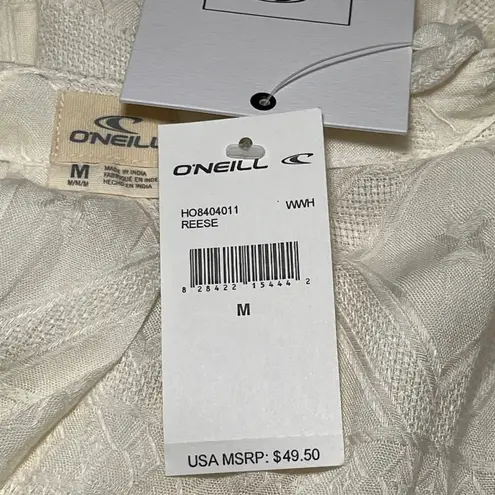 O'NEILL
M
M/M/M
MADE IN INDIA
FABRIQUÉ EN INDE
HECHO EN INDIA
O'NEILL
HO8404011 WWH
REESE
8 28422 15444 2
M
USA MSRP: $49.50